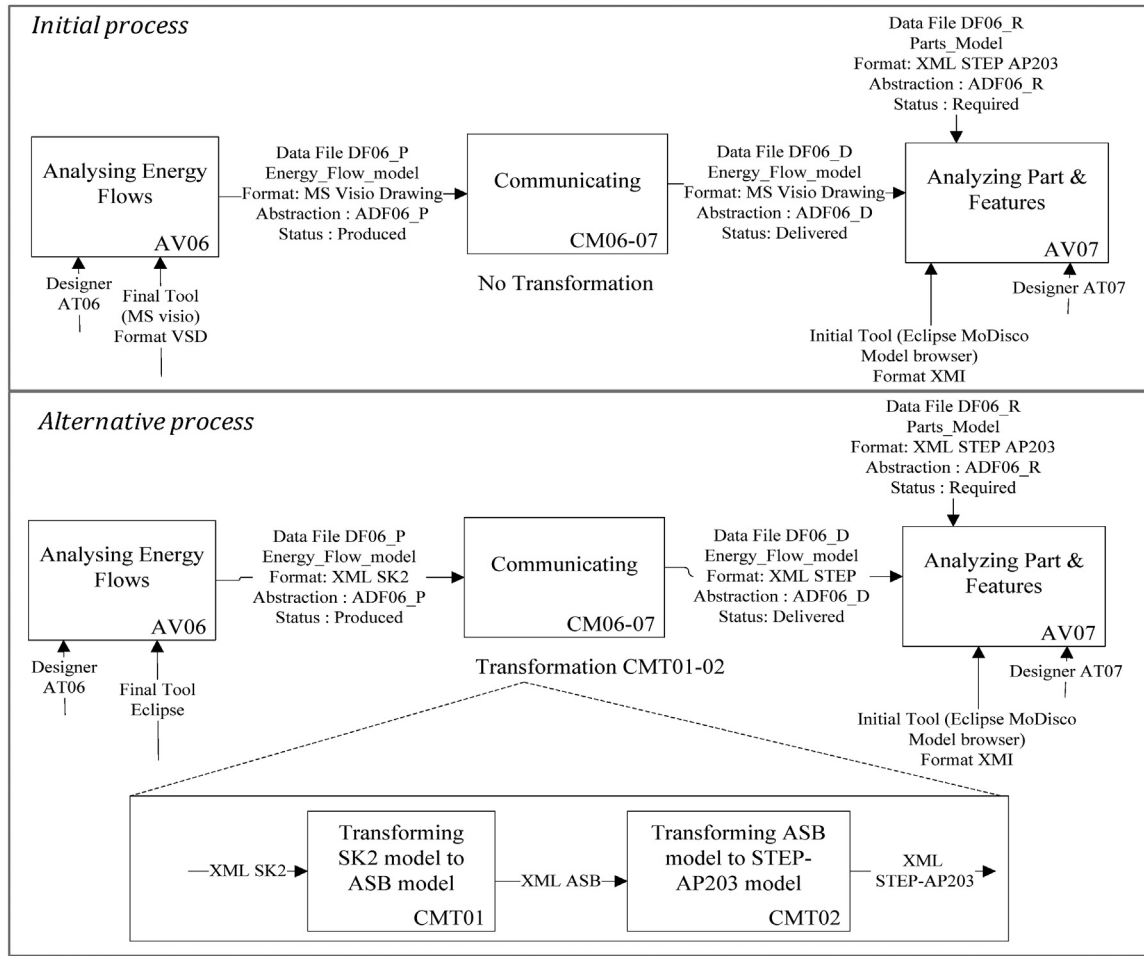 Initial process
Data File DF06_R
Parts_Model
Format: XML STEP AP203
Abstraction : ADF06_R
Status : Required
Analysing Energy
Flows
AV06
Data File DF06_P
Energy_Flow_model
Format: MS Visio Drawing
Abstraction : ADF06_P
Status : Produced
Communicating
CM06-07
No Transformation
Data File DF06_D
Energy_Flow_model
Format: MS Visio Drawing
Abstraction : ADF06_D
Status: Delivered
Analyzing Part &
Features
AV07
Designer
AT06
Final Tool
(MS visio)
Format VSD
Designer AT07
Initial Tool (Eclipse MoDisco
Model browser)
Format XMI
Alternative process
Data File DF06_R
Parts_Model
Format: XML STEP AP203
Abstraction : ADF06_R
Status : Required
Analysing Energy
Flows
AV06
Data File DF06_P
Energy_Flow_model
Format: XML SK2
Abstraction : ADF06_P
Status : Produced
Communicating
CM06-07
Transformation CMT01-02
Data File DF06_D
Energy_Flow_model
Format: XML STEP
Abstraction : ADF06_D
Status: Delivered
Analyzing Part &
Features
AV07
Designer
AT06
Final Tool
Eclipse
Designer AT07
Initial Tool (Eclipse MoDisco
Model browser)
Format XMI
XML SK2
Transforming
SK2 model to
ASB model
CMT01
XML ASB
Transforming ASB
model to STEP-
AP203 model
CMT02
XML
STEP-AP203